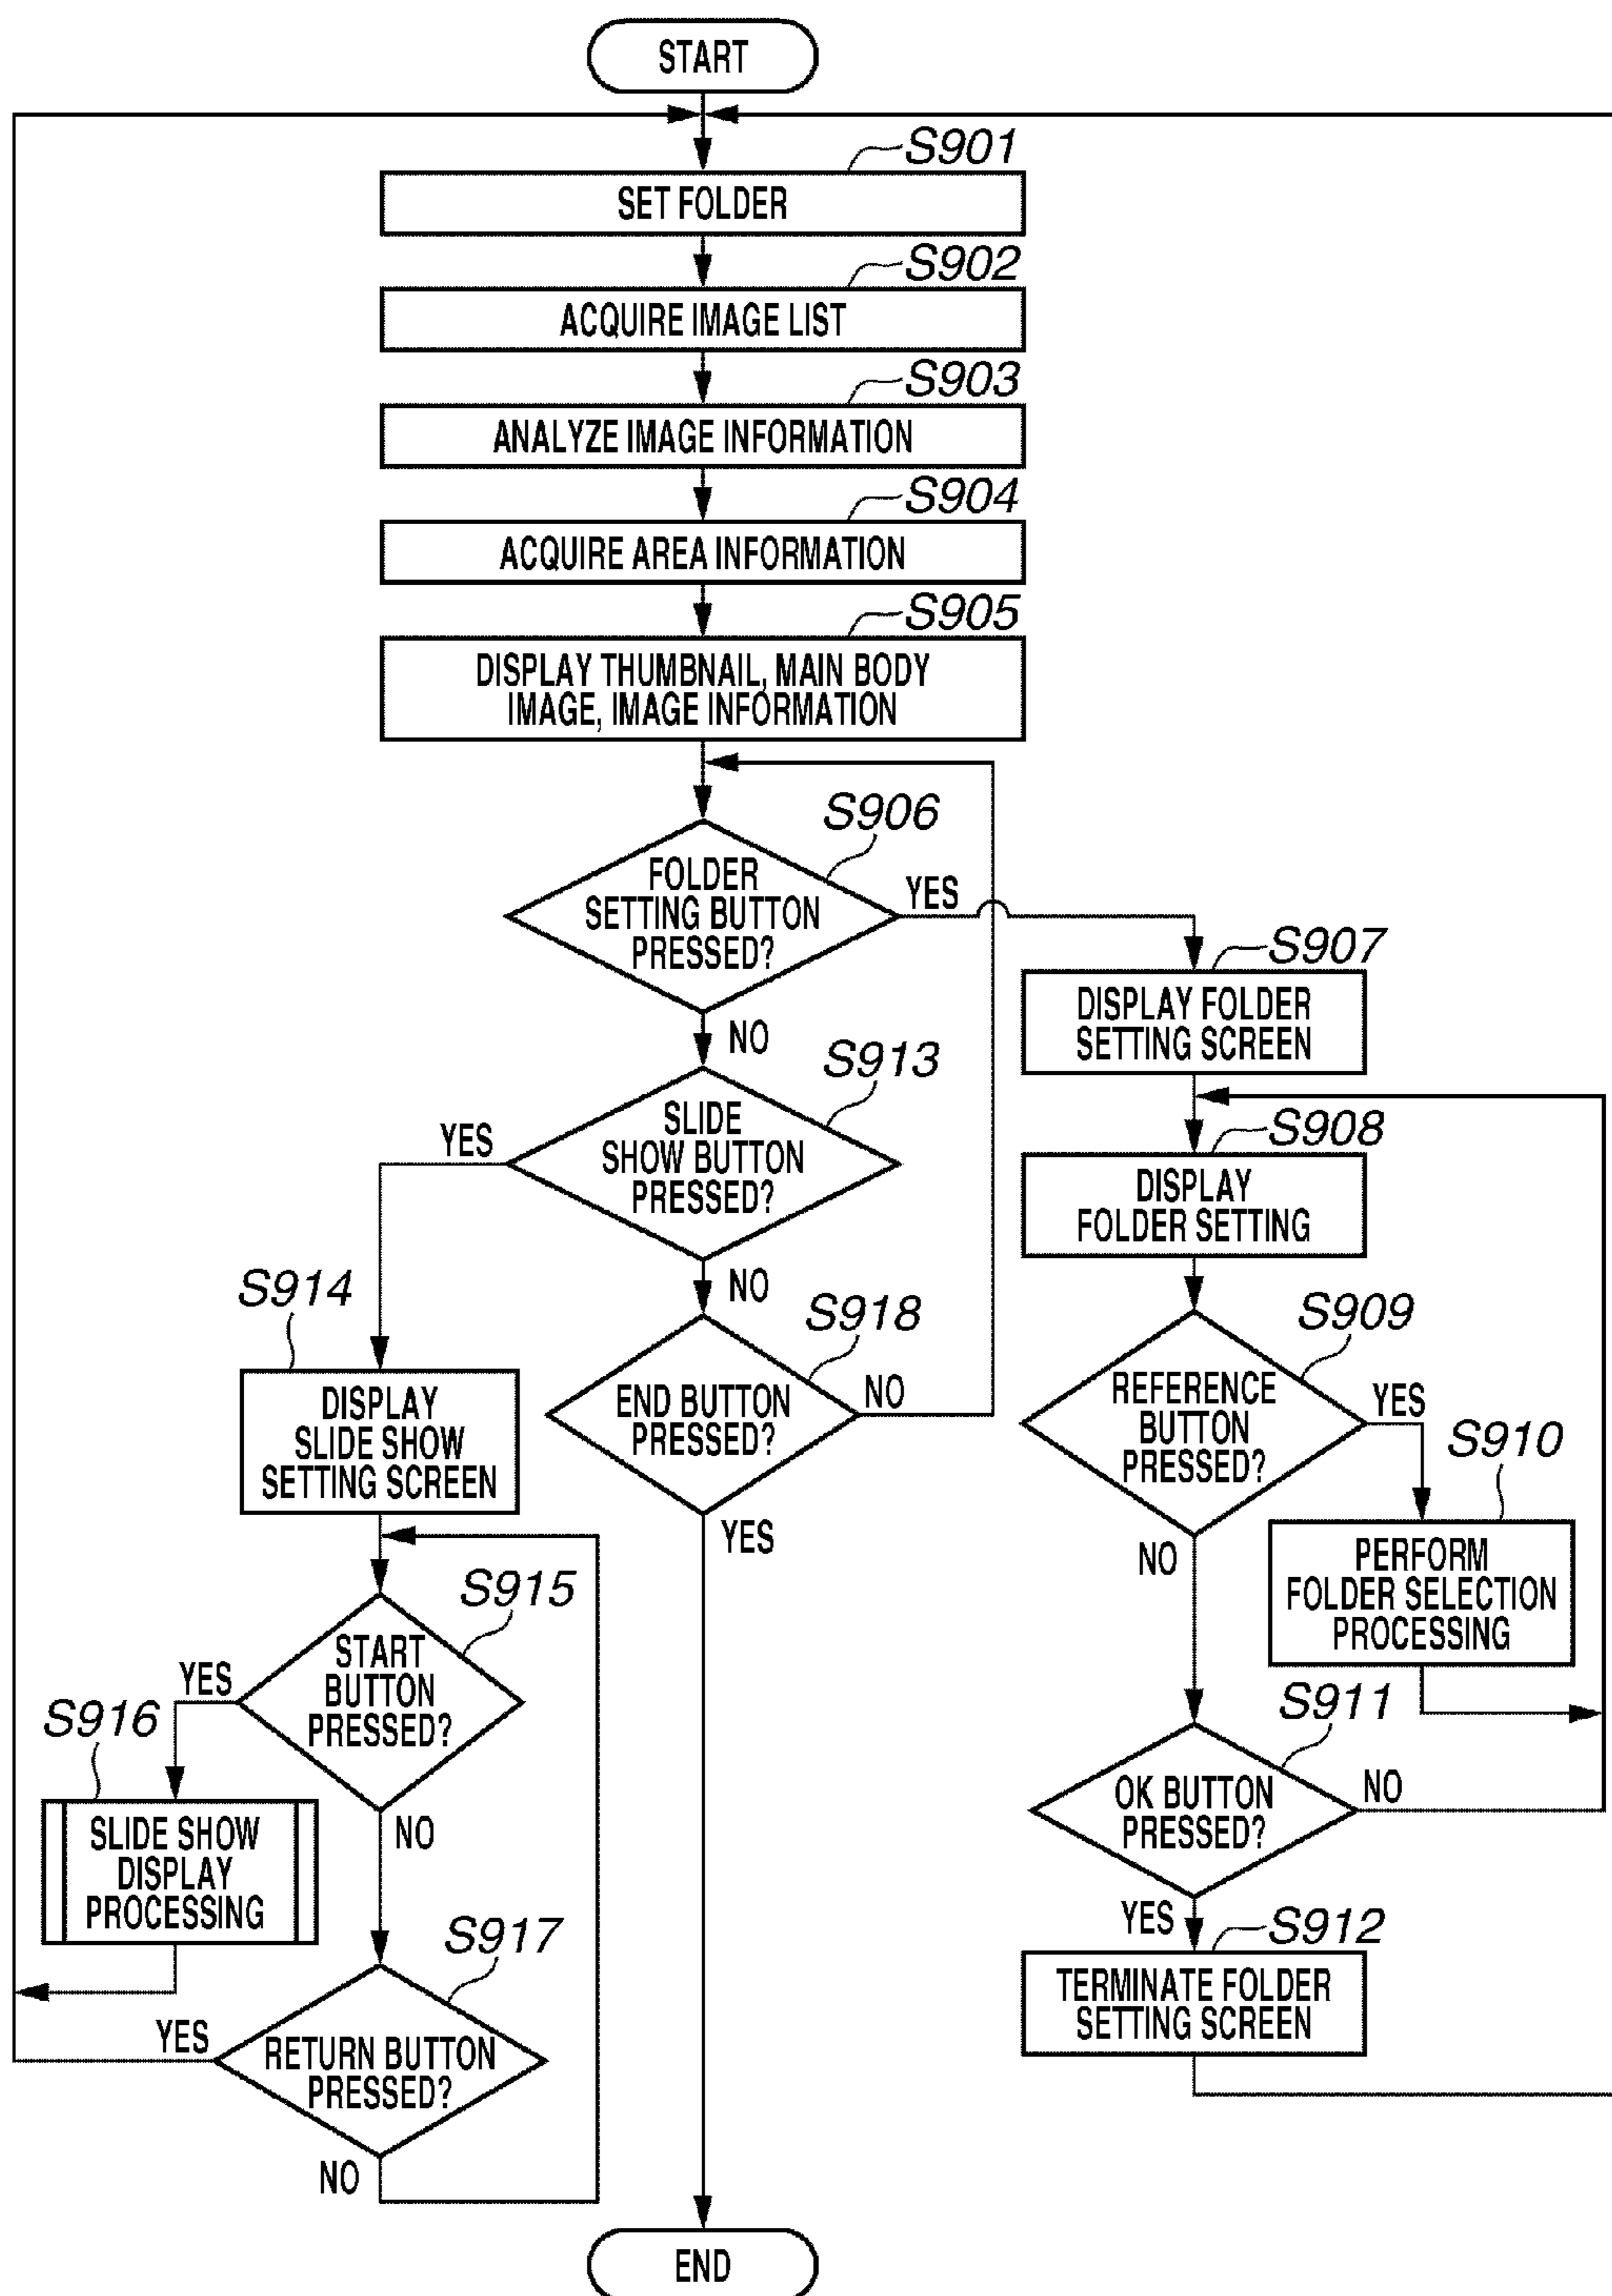 START
S901
SET FOLDER
S902
ACQUIRE IMAGE LIST
S903
ANALYZE IMAGE INFORMATION
S904
ACQUIRE AREA INFORMATION
S905
DISPLAY THUMBNAIL, MAIN BODY
IMAGE, IMAGE INFORMATION
S906
FOLDER
SETTING BUTTON
PRESSED?
YES
NO
S907
DISPLAY FOLDER
SETTING SCREEN
S908
DISPLAY
FOLDER SETTING
S909
REFERENCE
BUTTON
PRESSED?
YES
NO
S910
PERFORM
FOLDER SELECTION
PROCESSING
S911
OK BUTTON
PRESSED?
NO
YES
S912
TERMINATE FOLDER
SETTING SCREEN
S913
SLIDE
SHOW BUTTON
PRESSED?
YES
NO
S914
DISPLAY
SLIDE SHOW
SETTING SCREEN
S915
START
BUTTON
PRESSED?
YES
NO
S916
SLIDE SHOW
DISPLAY
PROCESSING
S917
RETURN BUTTON
PRESSED?
YES
NO
S918
END BUTTON
PRESSED?
NO
YES
END